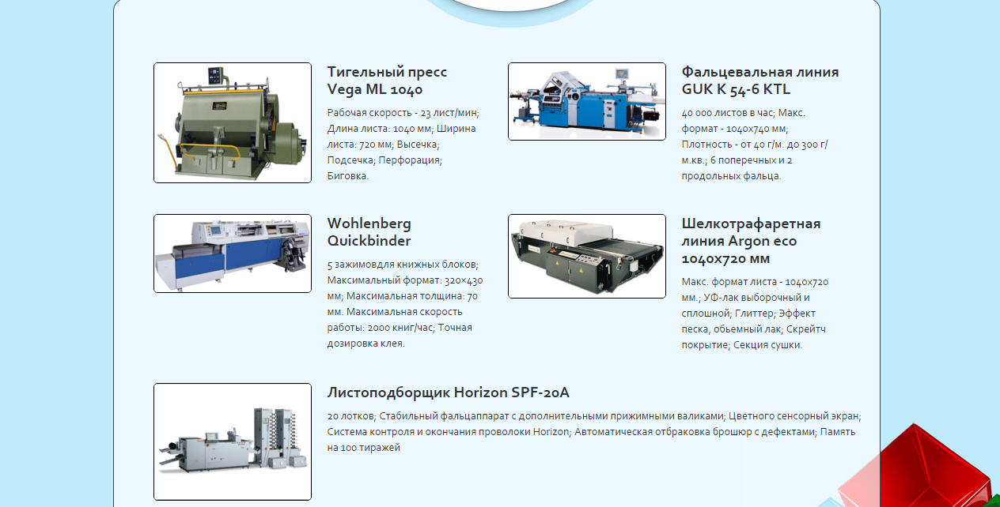 Тигельный пресс
Vega ML 1040
Рабочая скорость - 23 лист/мин;
Длина листа: 1040 мм; Ширина
листа: 720 мм; Высечка;
Подсечка; Перфорация;
Биговка.
Фальцевальная линия
GUK K 54-6 KTL
40 000 листов в час; Макс.
формат - 1040х740 мм;
Плотность - от 40 г/м. до 300 г/
м.кв.; 6 поперечных и 2
продольных фальца.
Wohlenberg
Quickbinder
5 зажимовдля книжных блоков;
Максимальный формат: 320×430
мм; Максимальная толщина: 70
мм. Максимальная скорость
работы: 2000 книг/час; Точная
дозировка клея.
Шелкотрафаретная
линия Argon eco
1040х720 мм
Макс. формат листа - 1040х720
мм.; УФ-лак выборочный и
сплошной; Глиттер; Эффект
песка, обьемный лак; Скрейтч
покрытие; Секция сушки.
Листоподборщик Horizon SPF-20A
20 лотков; Стабильный фальцаппарат с дополнительными прижимными валиками; Цветного сенсорный экран;
Система контроля и окончания проволоки Horizon; Автоматическая отбраковка брошюр с дефектами; Память
на 100 тиражей